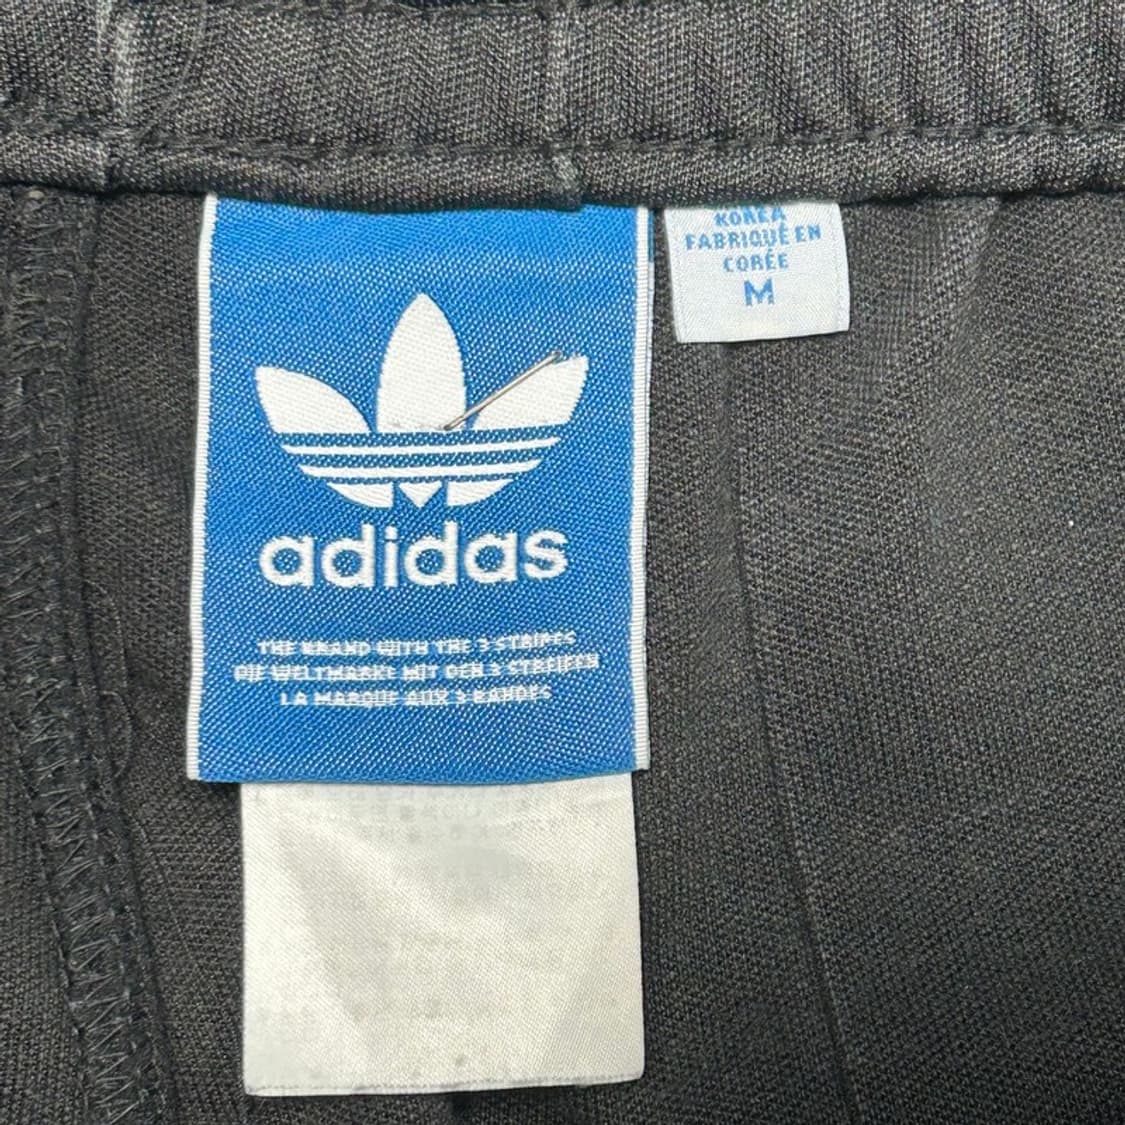 adidas
THE BRAND WITH THE 3 STRIPES
DIE WELTMARKE MIT DEN 3 STREIFEN
LA MARQUE AUX 3 BANDES
KOREA
FABRIQUÉ EN
CORÉE
M